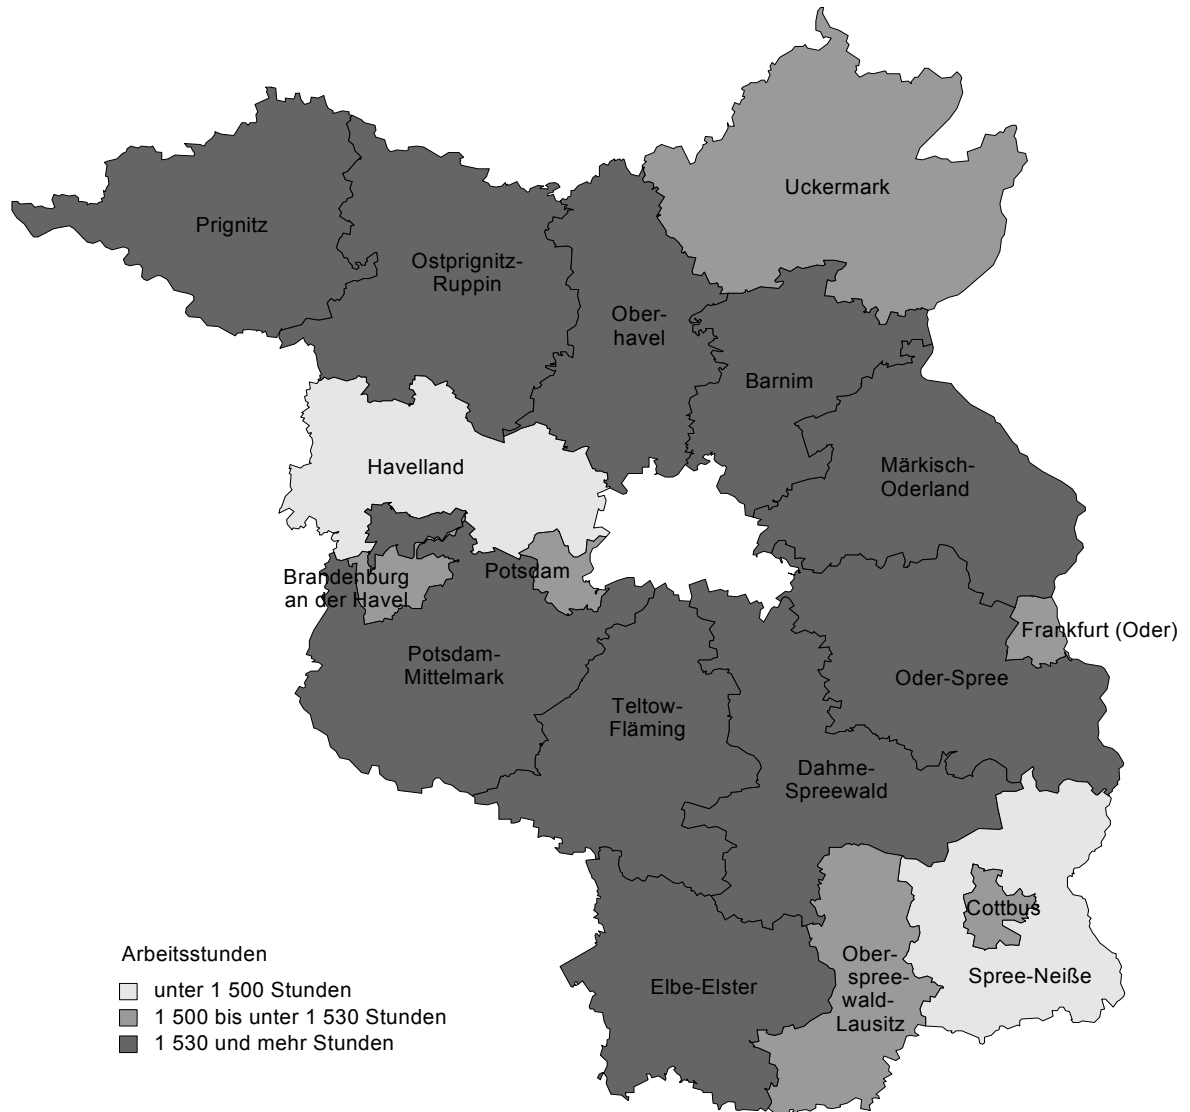 Uckermark
Prignitz
Ostprignitz-
Ruppin
Ober-
havel
Barnim
Havelland
Märkisch-
Oderland
Potsdam
Brandenburg
an der Havel
Frankfurt (Oder)
Potsdam-
Mittelmark
Oder-Spree
Teltow-
Fläming
Dahme-
Spreewald
Cottbus
Ober-
spree-
wald-
Lausitz
Spree-Neiße
Elbe-Elster
Arbeitsstunden
unter 1 500 Stunden
1 500 bis unter 1 530 Stunden
1 530 und mehr Stunden